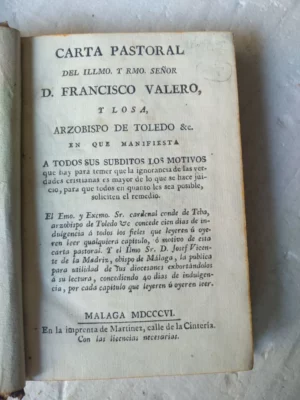 CARTA PASTORAL
DEL ILLMO. Y RMO. SEÑOR
D. FRANCISCO VALERO,
Y LOSA,
ARZOBISPO DE TOLEDO &c.
EN QUE MANIFIESTA
A TODOS SUS SUBDITOS LOS MOTIVOS
que hay para temer que la ignorancia de las ver-
dades cristianas es mayor de lo que se hace jui-
cio, para que todos en quanto les sea posible,
soliciten el remedio.
El Emo. y Excmo. Sr. cardenal conde de Teba,
arzobispo de Toledo &c concede cien dias de in-
dulgencia á todos los fieles que leyeren ú oye-
ren leer qualquiera capítulo, ó motivo de esta
carta pastoral. Y el Ilmo Sr. D. Josef Vicen-
te de la Madriz, obispo de Málaga, la publica
para utilidad de sus diocesanos exhortándolos
á su lectura, concediendo 40 dias de indulgen-
cia, por cada capítulo que leyeren ú oyeren leer.
MALAGA MDCCCVI.
En la imprenta de Martinez, calle de la Cinteria.
Con las licencias necesarias.